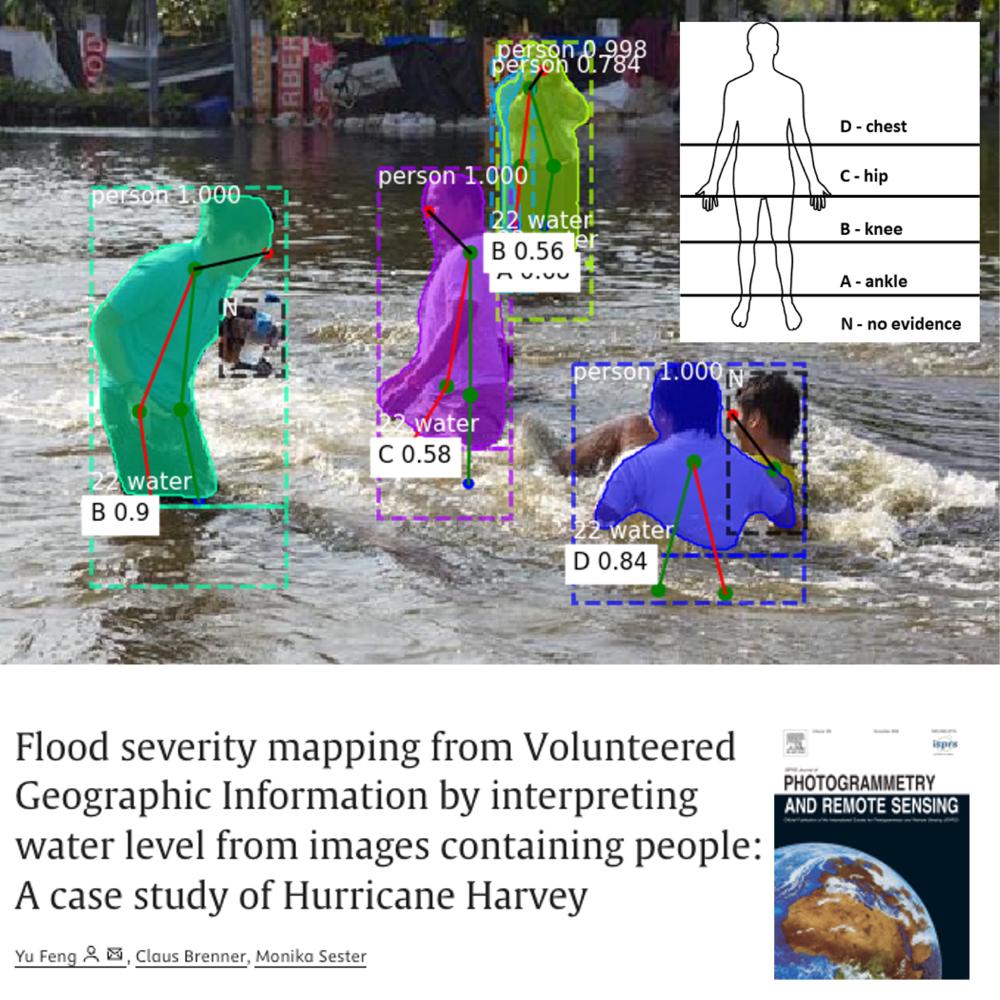 person 0.998
person 0.784
person 1.000
person 1.000
N
22 water
B 0.56
22 water
C 0.58
person 1.000
N
22 water
B 0.9
22 water
D 0.84
D - chest
C - hip
B - knee
A - ankle
N - no evidence
Flood severity mapping from Volunteered
Geographic Information by interpreting
water level from images containing people:
A case study of Hurricane Harvey
Yu Feng, Claus Brenner, Monika Sester
isprs
PHOTOGRAMMETRY
AND REMOTE SENSING